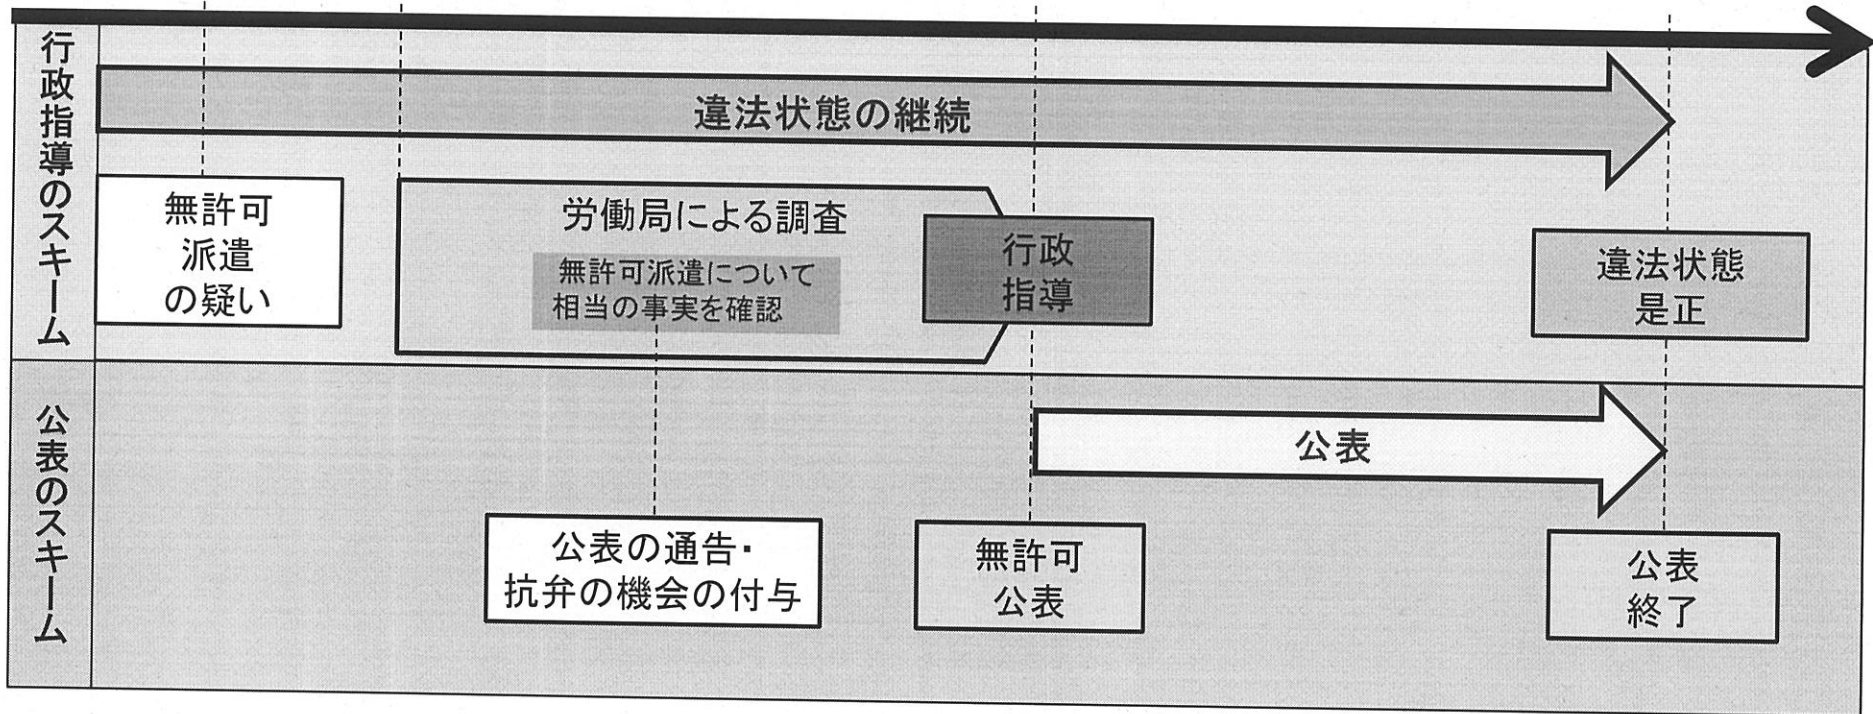 行政指導のスキーム
違法状態の継続
無許可
派遣
の疑い
労働局による調査
無許可派遣について
相当の事実を確認
行政
指導
違法状態
是正
公表のスキーム
公表
公表の通告・
抗弁の機会の付与
無許可
公表
公表
終了